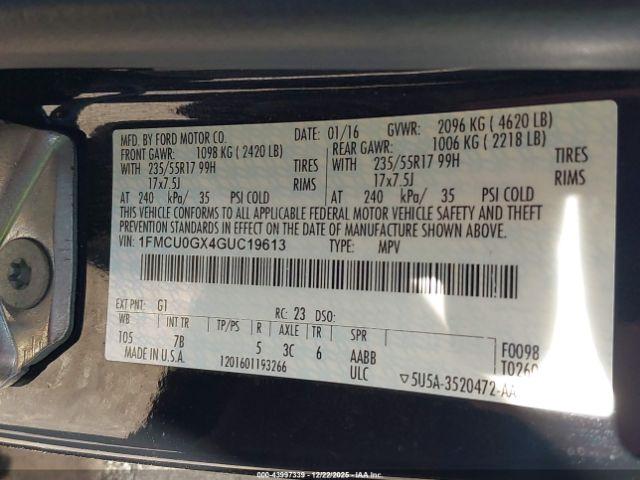 MFD. BY FORD MOTOR CO. DATE: 01/16 GVWR: 2096 KG ( 4620 LB)
FRONT GAWR: 1098 KG ( 2420 LB) REAR GAWR: 1006 KG ( 2218 LB)
WITH 235/55R17 99H TIRES WITH 235/55R17 99H TIRES
17x7.5J RIMS 17x7.5J RIMS
AT 240 kPa/ 35 PSI COLD AT 240 kPa/ 35 PSI COLD
THIS VEHICLE CONFORMS TO ALL APPLICABLE FEDERAL MOTOR VEHICLE SAFETY AND THEFT
PREVENTION STANDARDS IN EFFECT ON THE DATE OF MANUFACTURE SHOWN ABOVE.
VIN: 1FMCU0GX4GUC19613 TYPE: MPV
EXT PNT: G1 RC: 23 DSO:
WB INT TR TP/PS R AXLE TR SPR
105 7B 5 3C 6 AABB F0098
MADE IN U.S.A. 1201601193266 ULC T0260
▽5U5A-3520472-AA
000-43997339 - 12/22/2025 - IAA